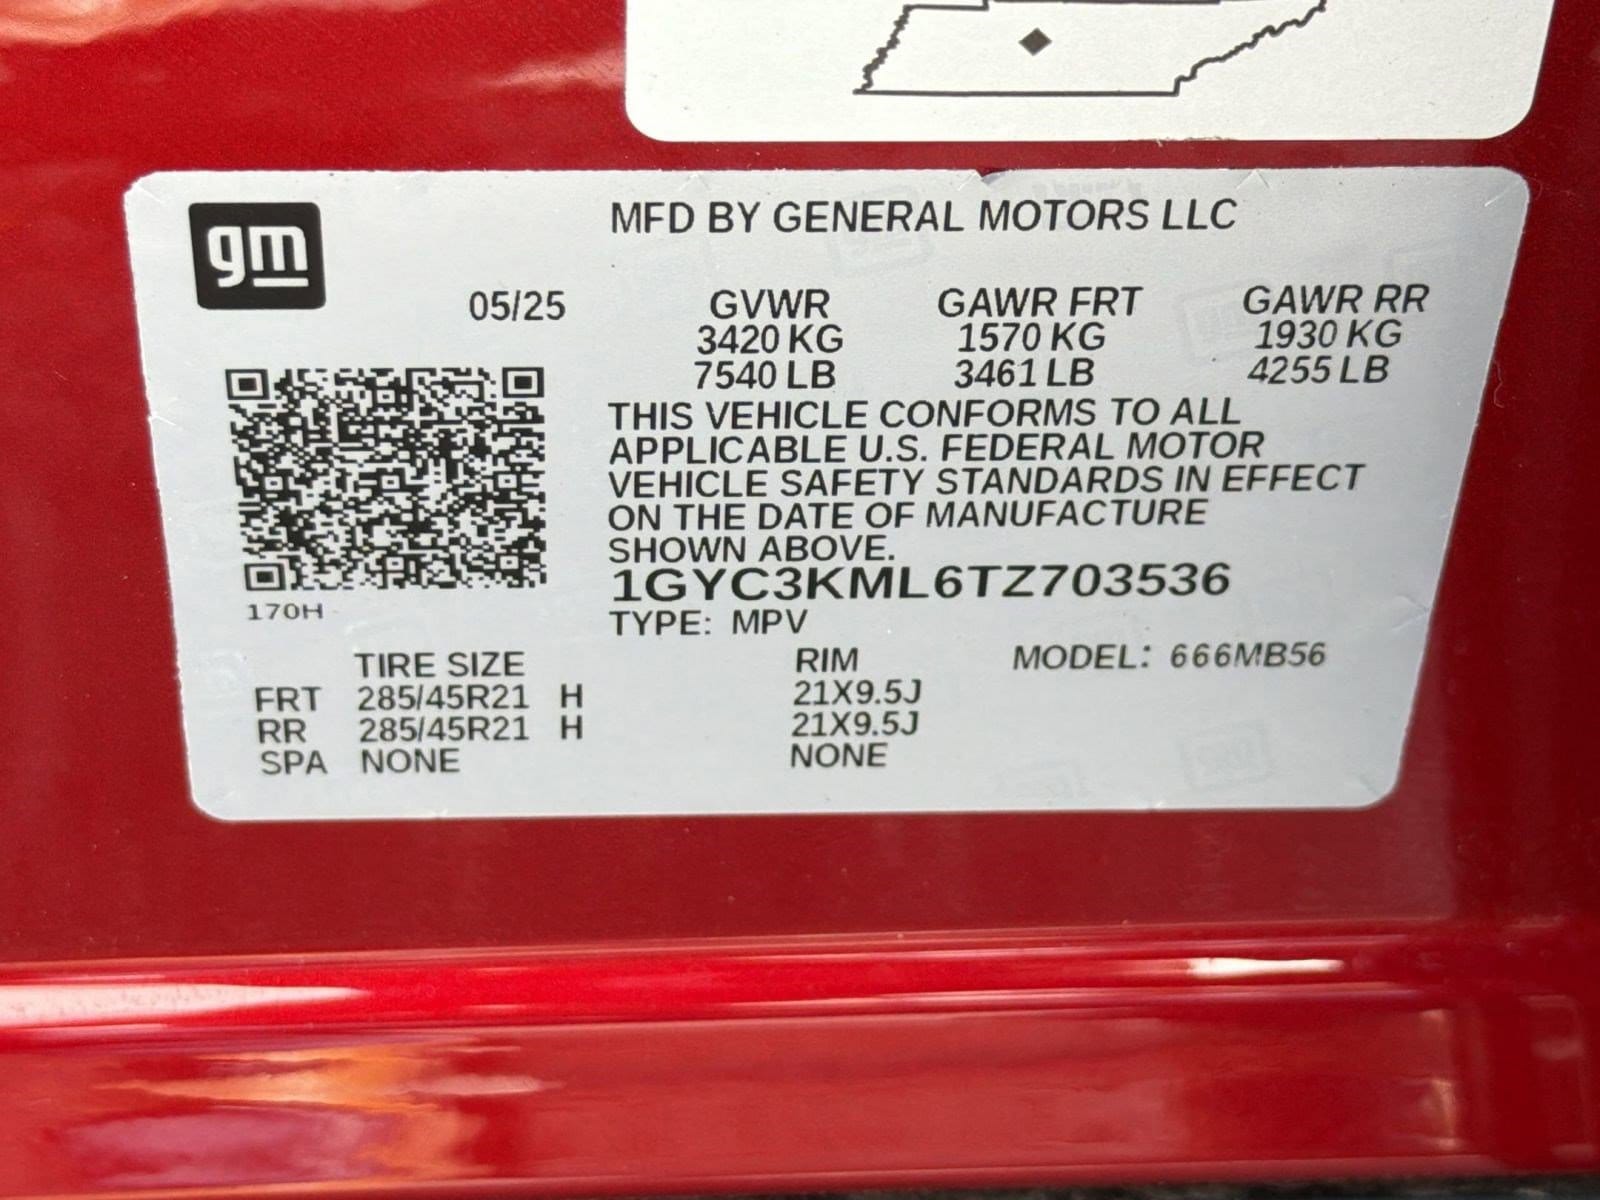 gm
MFD BY GENERAL MOTORS LLC
05/25 GVWR GAWR FRT GAWR RR
3420 KG 1570 KG 1930 KG
7540 LB 3461 LB 4255 LB
THIS VEHICLE CONFORMS TO ALL
APPLICABLE U.S. FEDERAL MOTOR
VEHICLE SAFETY STANDARDS IN EFFECT
ON THE DATE OF MANUFACTURE
SHOWN ABOVE.
1GYC3KML6TZ703536
170H
TYPE: MPV
TIRE SIZE RIM MODEL: 666MB56
FRT 285/45R21 H 21X9.5J
RR 285/45R21 H 21X9.5J
SPA NONE NONE